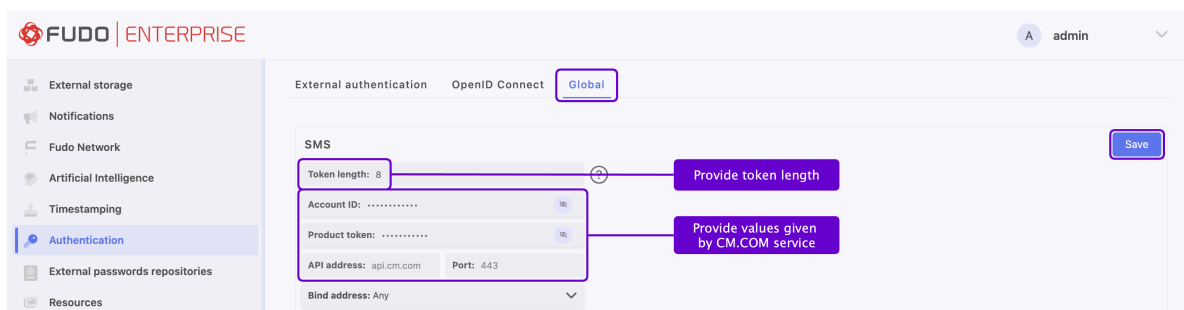 FUDO ENTERPRISE
A admin
External storage
Notifications
Fudo Network
Artificial Intelligence
Timestamping
Authentication
External passwords repositories
Resources
External authentication OpenID Connect Global
SMS
Save
Token length: 8
?
Provide token length
Account ID: ············
Product token: ···········
Provide values given
by CM.COM service
API address: api.cm.com Port: 443
Bind address: Any